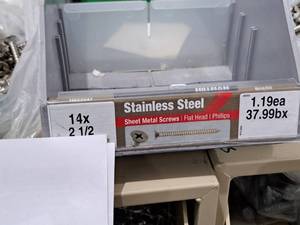 Stainless Steel
Sheet Metal Screws | Flat Head | Phillips
14x
2 1/2
1.19ea
37.99bx